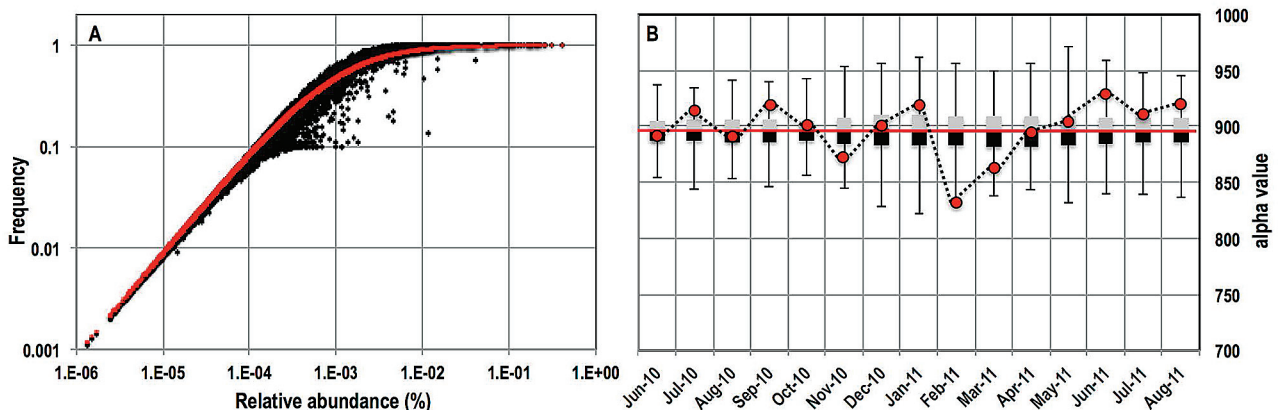 A
Frequency
1
0.1
0.01
0.001
1.E-06 1.E-05 1.E-04 1.E-03 1.E-02 1.E-01 1.E+00
Relative abundance (%)
B
1000
950
900
850
800
750
700
alpha value
Jun-10 Jul-10 Aug-10 Sep-10 Oct-10 Nov-10 Dec-10 Jan-11 Feb-11 Mar-11 Apr-11 May-11 Jun-11 Jul-11 Aug-11